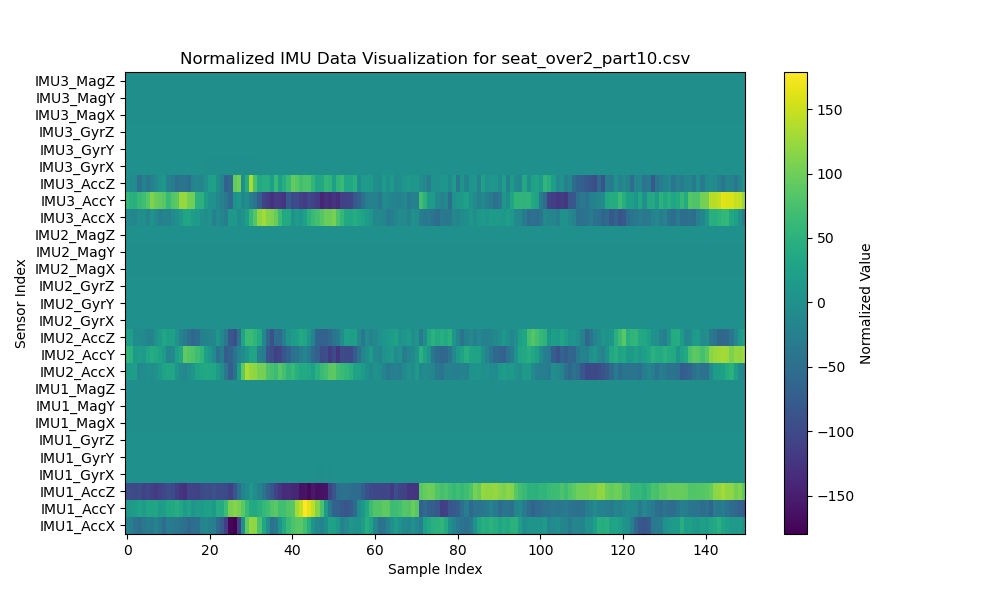 Normalized IMU Data Visualization for seat_over2_part10.csv
IMU3_MagZ
IMU3_MagY
IMU3_MagX
IMU3_GyrZ
IMU3_GyrY
IMU3_GyrX
IMU3_AccZ
IMU3_AccY
IMU3_AccX
IMU2_MagZ
IMU2_MagY
IMU2_MagX
IMU2_GyrZ
IMU2_GyrY
IMU2_GyrX
IMU2_AccZ
IMU2_AccY
IMU2_AccX
IMU1_MagZ
IMU1_MagY
IMU1_MagX
IMU1_GyrZ
IMU1_GyrY
IMU1_GyrX
IMU1_AccZ
IMU1_AccY
IMU1_AccX
Sensor Index
0 20 40 60 80 100 120 140
Sample Index
150
100
50
0
−50
−100
−150
Normalized Value